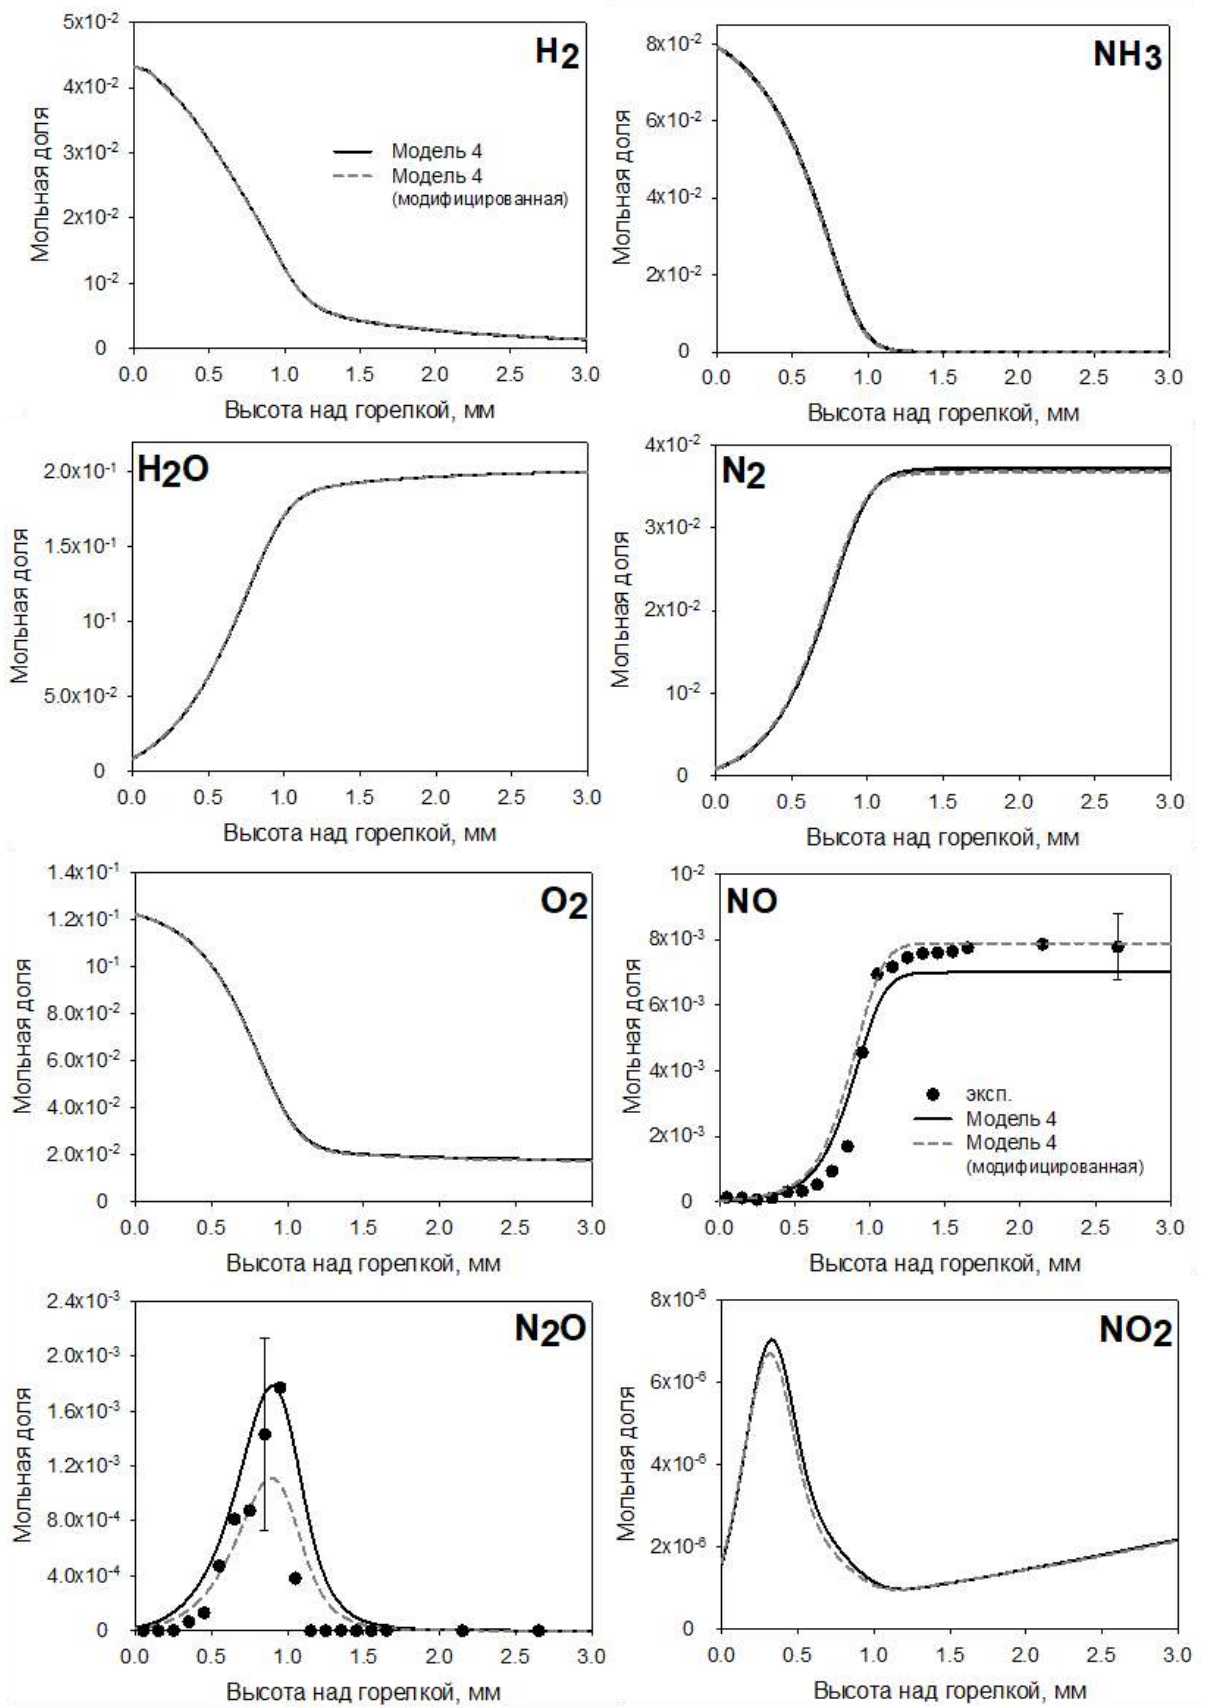 H2
5x10-2
4x10-2
3x10-2
2x10-2
10-2
0
Мольная доля
Модель 4
Модель 4
(модифицированная)
0.0 0.5 1.0 1.5 2.0 2.5 3.0
Высота над горелкой, мм
NH3
8x10-2
6x10-2
4x10-2
2x10-2
0
Мольная доля
0.0 0.5 1.0 1.5 2.0 2.5 3.0
Высота над горелкой, мм
H2O
2.0x10-1
1.5x10-1
10-1
5.0x10-2
0
Мольная доля
0.0 0.5 1.0 1.5 2.0 2.5 3.0
Высота над горелкой, мм
N2
4x10-2
3x10-2
2x10-2
10-2
0
Мольная доля
0.0 0.5 1.0 1.5 2.0 2.5 3.0
Высота над горелкой, мм
O2
1.4x10-1
1.2x10-1
10-1
8.0x10-2
6.0x10-2
4.0x10-2
2.0x10-2
0
Мольная доля
0.0 0.5 1.0 1.5 2.0 2.5 3.0
Высота над горелкой, мм
NO
10-2
8x10-3
6x10-3
4x10-3
2x10-3
0
Мольная доля
эксп.
Модель 4
Модель 4
(модифицированная)
0.0 0.5 1.0 1.5 2.0 2.5 3.0
Высота над горелкой, мм
N2O
2.4x10-3
2.0x10-3
1.6x10-3
1.2x10-3
8.0x10-4
4.0x10-4
0
Мольная доля
0.0 0.5 1.0 1.5 2.0 2.5 3.0
Высота над горелкой, мм
NO2
8x10-6
6x10-6
4x10-6
2x10-6
0
Мольная доля
0.0 0.5 1.0 1.5 2.0 2.5 3.0
Высота над горелкой, мм